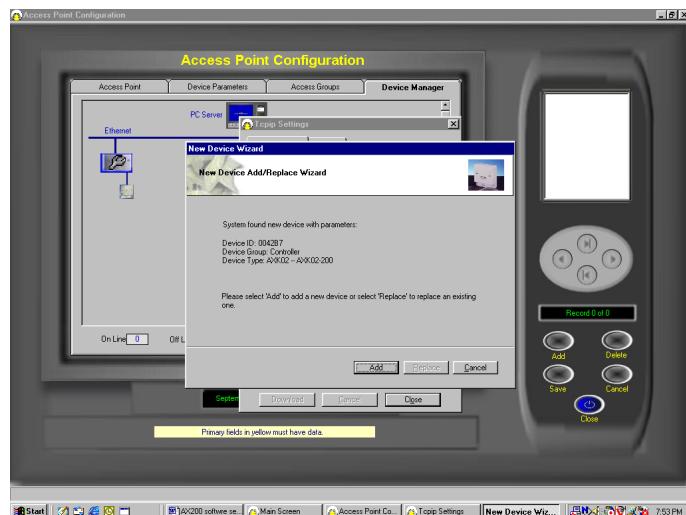 Access Point Configuration
Access Point Configuration
Access Point
Device Parameters
Access Groups
Device Manager
PC Server
Ethernet
Tcpip Settings
New Device Wizard
New Device Add/Replace Wizard
System found new device with parameters:
Device ID: 0042B7
Device Group: Controller
Device Type: AXK02 -- AXK02-200
Please select 'Add' to add a new device or select 'Replace' to replace an existing
one.
On Line 0
Off L
Add
Replace
Cancel
Septem
Download
Cancel
Close
Primary fields in yellow must have data.
Record 0 of 0
Add
Delete
Save
Cancel
Close
Start
AX200 softwre se...
Main Screen
Access Point Co...
Tcpip Settings
New Device Wiz...
7:53 PM